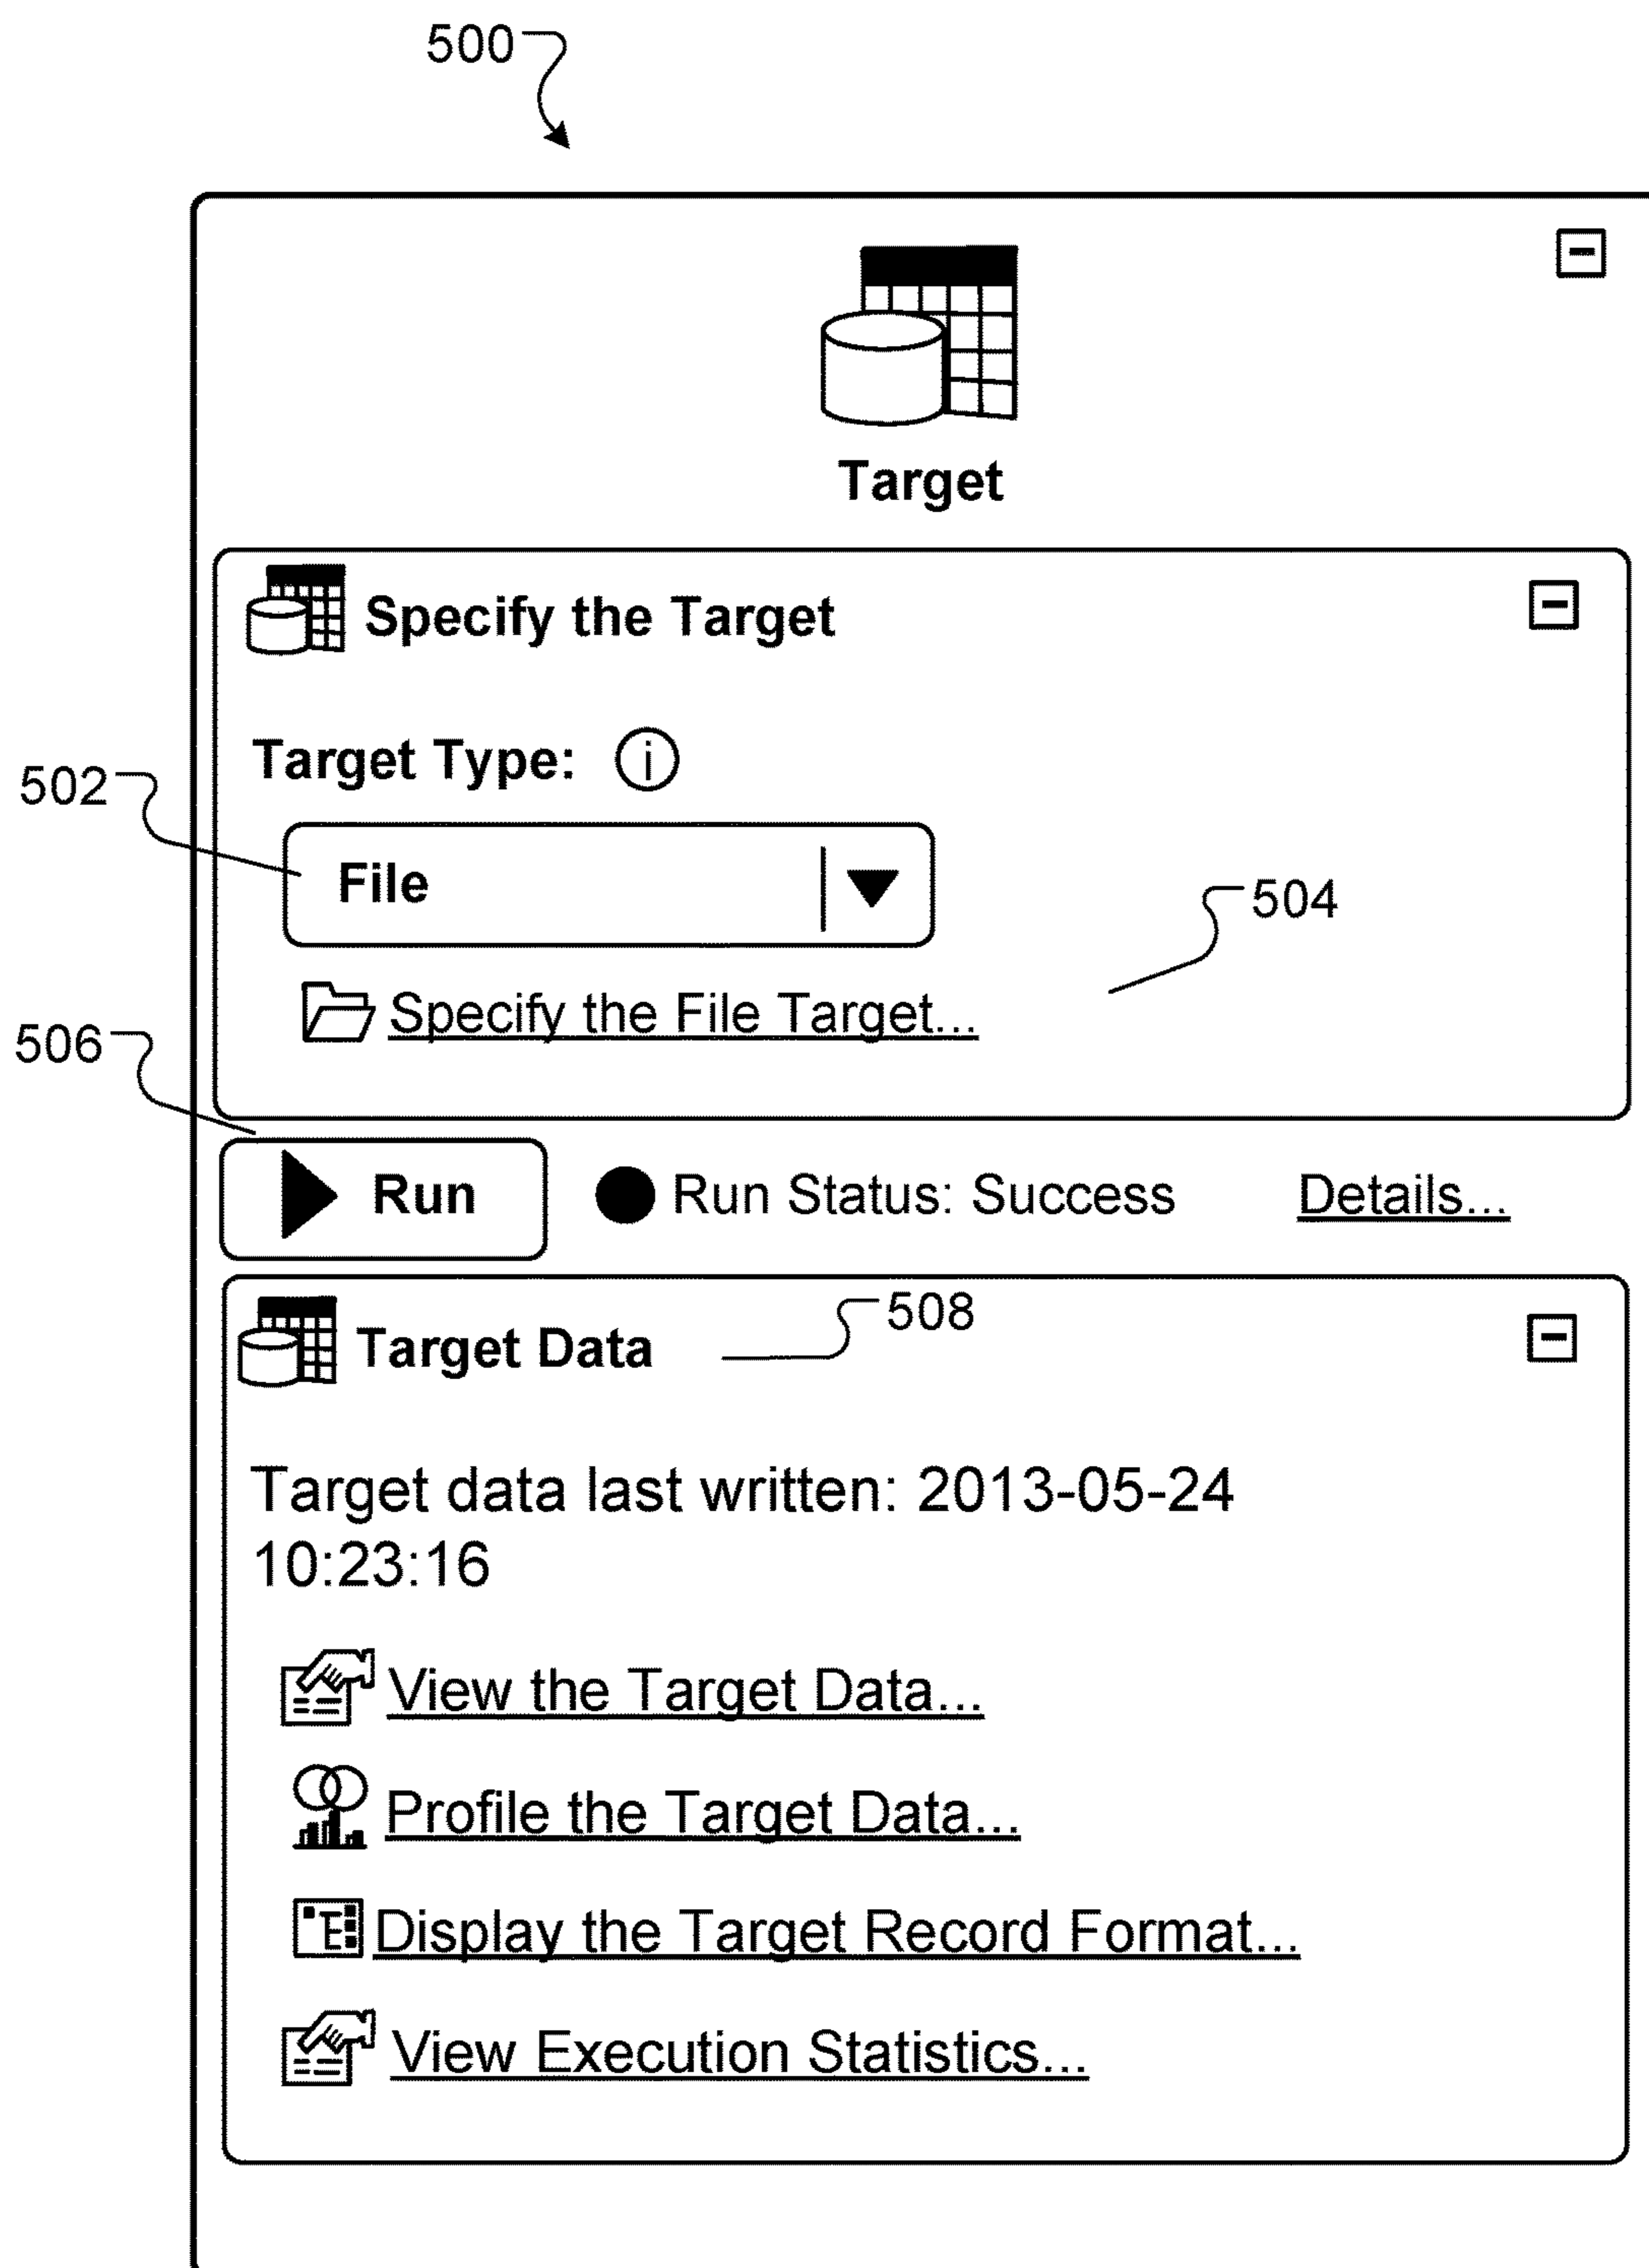 500
Target
Specify the Target
Target Type: i
502
File
504
Specify the File Target...
506
Run
Run Status: Success
Details...
508
Target Data
Target data last written: 2013-05-24
10:23:16
View the Target Data...
Profile the Target Data...
Display the Target Record Format...
View Execution Statistics...